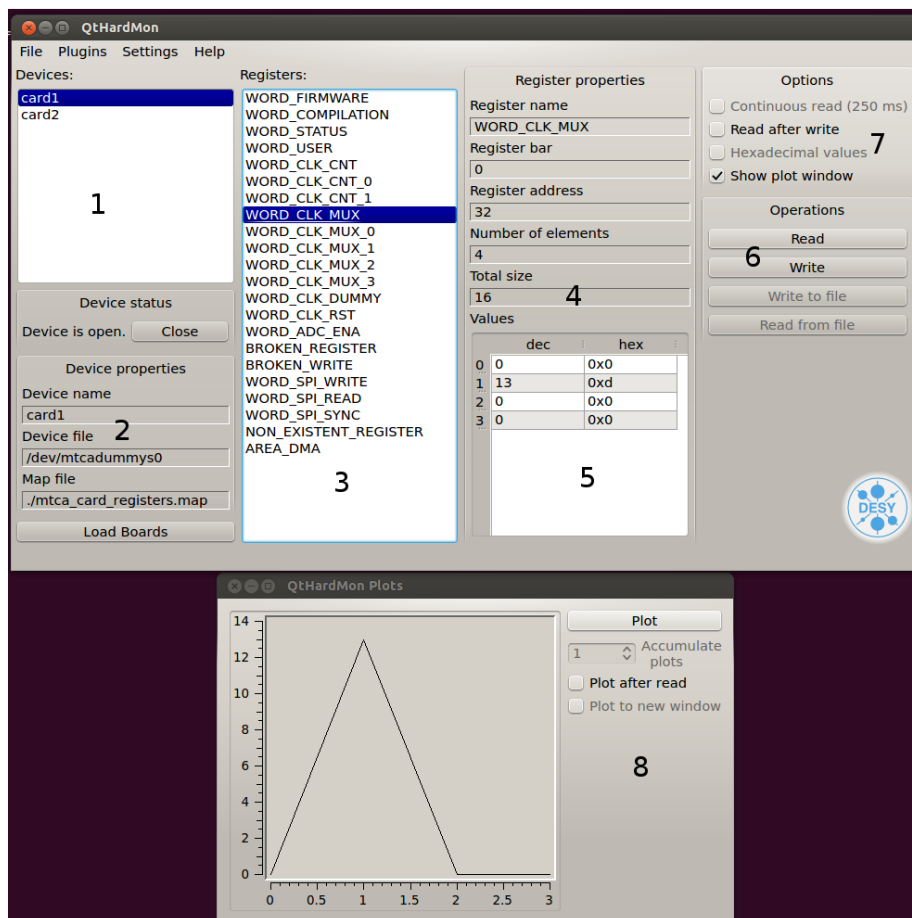 QtHardMon
File Plugins Settings Help
Devices:
card1
card2
1
Device status
Device is open. Close
Device properties
Device name
card1
2
Device file
/dev/mtcadummys0
Map file
./mtca_card_registers.map
Load Boards
Registers:
WORD_FIRMWARE
WORD_COMPILATION
WORD_STATUS
WORD_USER
WORD_CLK_CNT
WORD_CLK_CNT_0
WORD_CLK_CNT_1
WORD_CLK_MUX
WORD_CLK_MUX_0
WORD_CLK_MUX_1
WORD_CLK_MUX_2
WORD_CLK_MUX_3
WORD_CLK_DUMMY
WORD_CLK_RST
WORD_ADC_ENA
BROKEN_REGISTER
BROKEN_WRITE
WORD_SPI_WRITE
WORD_SPI_READ
WORD_SPI_SYNC
NON_EXISTENT_REGISTER
AREA_DMA
3
Register properties
Register name
WORD_CLK_MUX
Register bar
0
Register address
32
Number of elements
4
Total size
16
4
Values
dec hex
0 0 0x0
1 13 0xd
2 0 0x0
3 0 0x0
5
Options
Continuous read (250 ms)
Read after write
7
Hexadecimal values
Show plot window
Operations
Read
6
Write
Write to file
Read from file
DESY
QtHardMon Plots
14
12
10
8
6
4
2
0
0 0.5 1 1.5 2 2.5 3
Plot
1 Accumulate
plots
Plot after read
Plot to new window
8